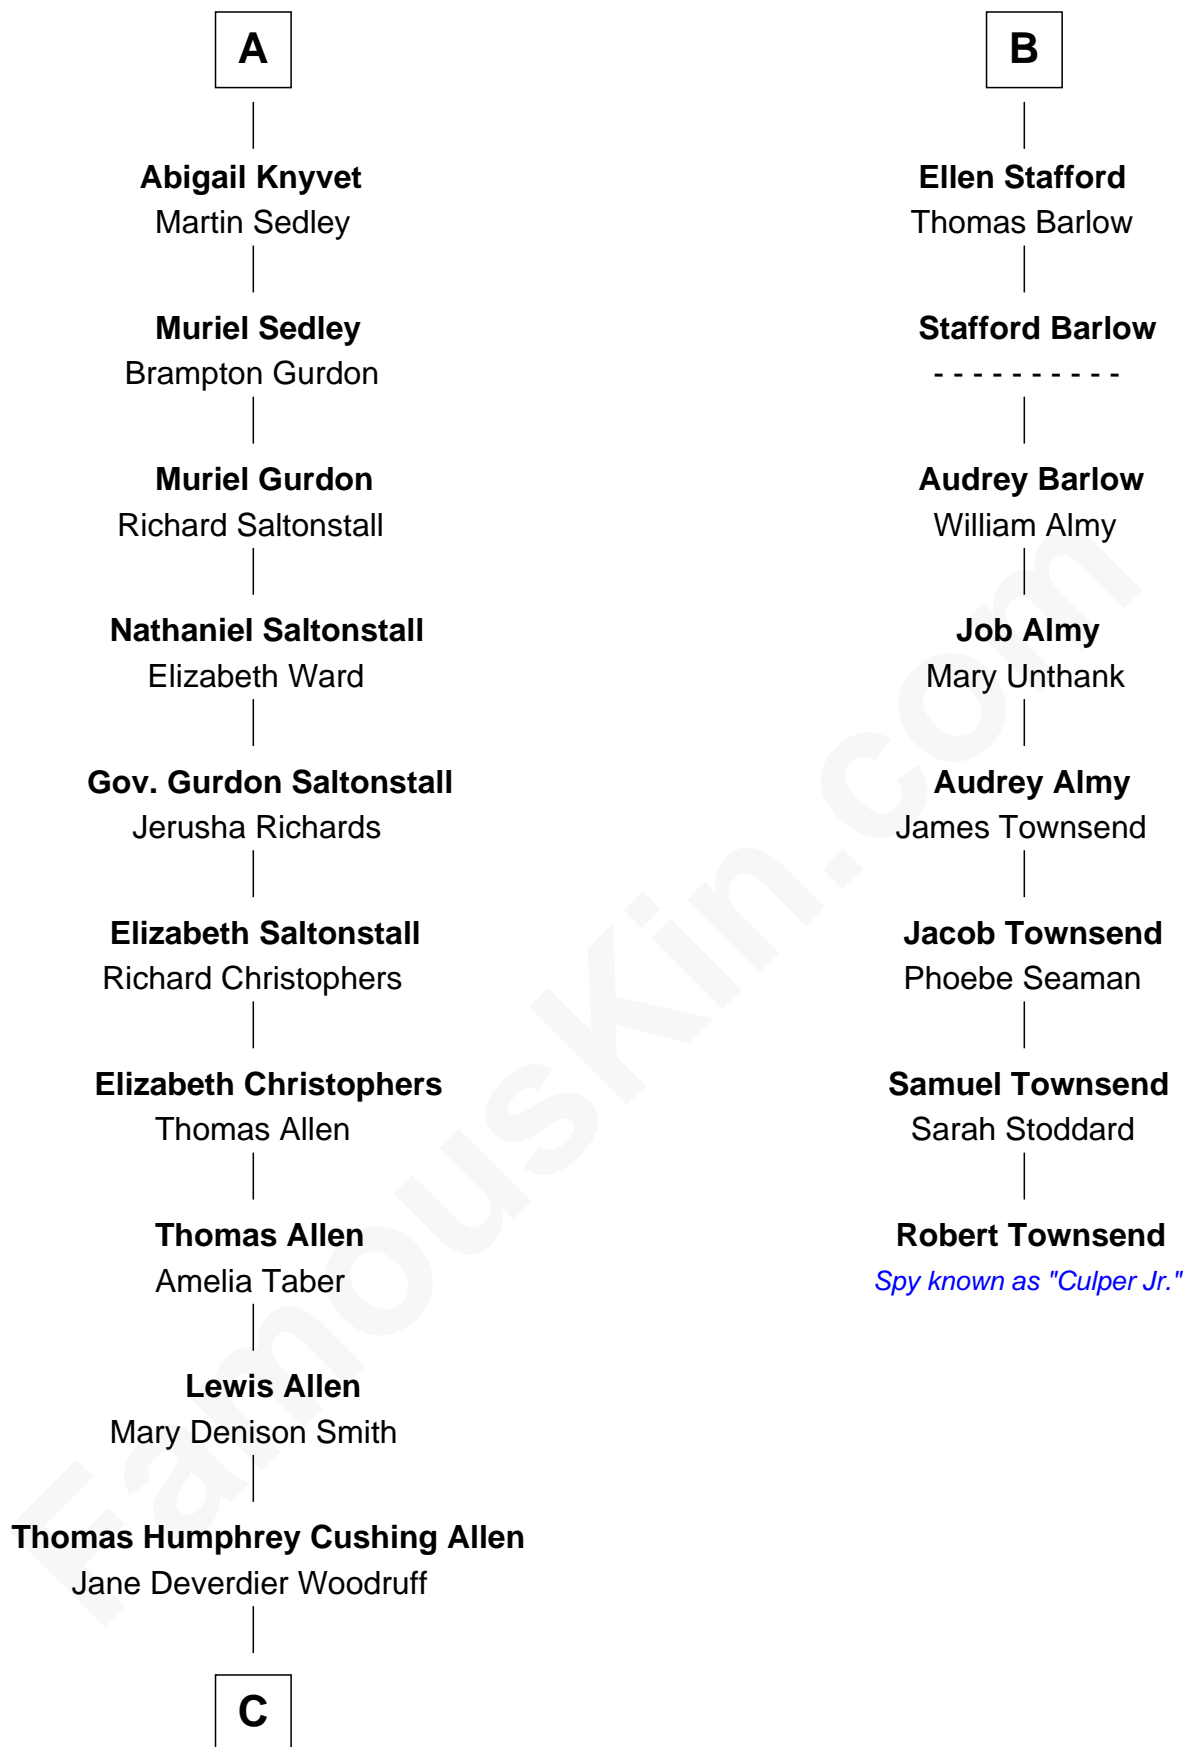 A
Abigail Knyvet
Martin Sedley
Muriel Sedley
Brampton Gurdon
Muriel Gurdon
Richard Saltonstall
Nathaniel Saltonstall
Elizabeth Ward
Gov. Gurdon Saltonstall
Jerusha Richards
Elizabeth Saltonstall
Richard Christophers
Elizabeth Christophers
Thomas Allen
Thomas Allen
Amelia Taber
Lewis Allen
Mary Denison Smith
Thomas Humphrey Cushing Allen
Jane Deverdier Woodruff
C
B
Ellen Stafford
Thomas Barlow
Stafford Barlow
- - - - - - - - - -
Audrey Barlow
William Almy
Job Almy
Mary Unthank
Audrey Almy
James Townsend
Jacob Townsend
Phoebe Seaman
Samuel Townsend
Sarah Stoddard
Robert Townsend
Spy known as "Culper Jr."
FamousKin.com